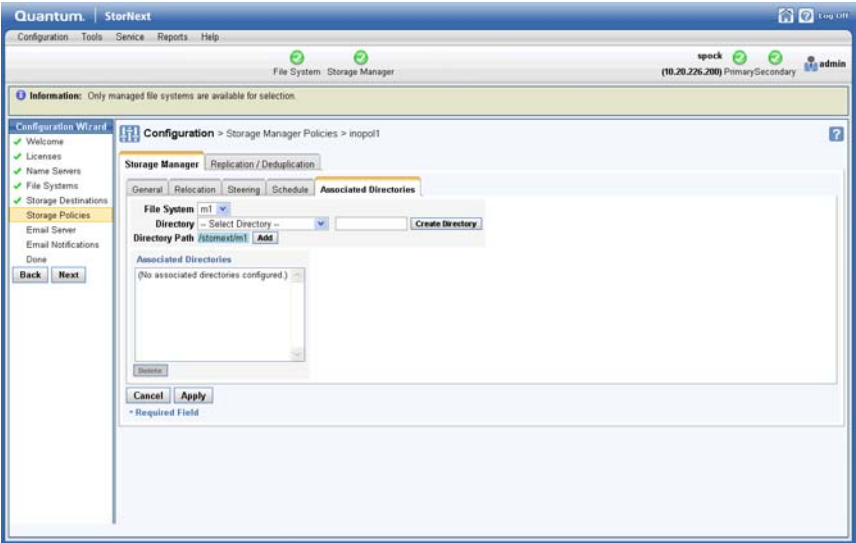 Quantum. StorNext Log Off
Configuration Tools Service Reports Help
File System Storage Manager
spock
(10.20.226.200) Primary Secondary admin
Information: Only managed file systems are available for selection.
Configuration Wizard
Welcome
Licenses
Name Servers
File Systems
Storage Destinations
Storage Policies
Email Server
Email Notifications
Done
Back Next
Configuration > Storage Manager Policies > inopol1
Storage Manager Replication / Deduplication
General Relocation Steering Schedule Associated Directories
File System m1
Directory -- Select Directory -- Create Directory
Directory Path /stornext/m1 Add
Associated Directories
(No associated directories configured.)
Delete
Cancel Apply
* Required Field